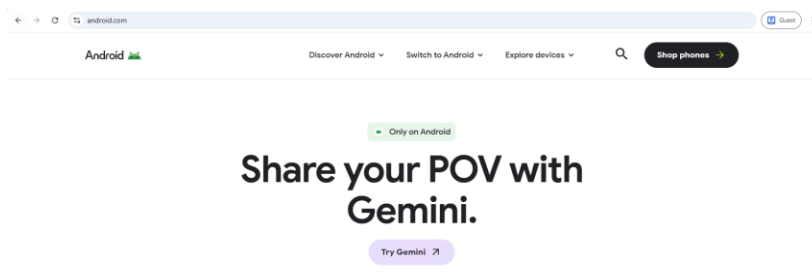 android.com
Guest
Android
Discover Android
Switch to Android
Explore devices
Shop phones →
Only on Android
Share your POV with
Gemini.
Try Gemini ↗